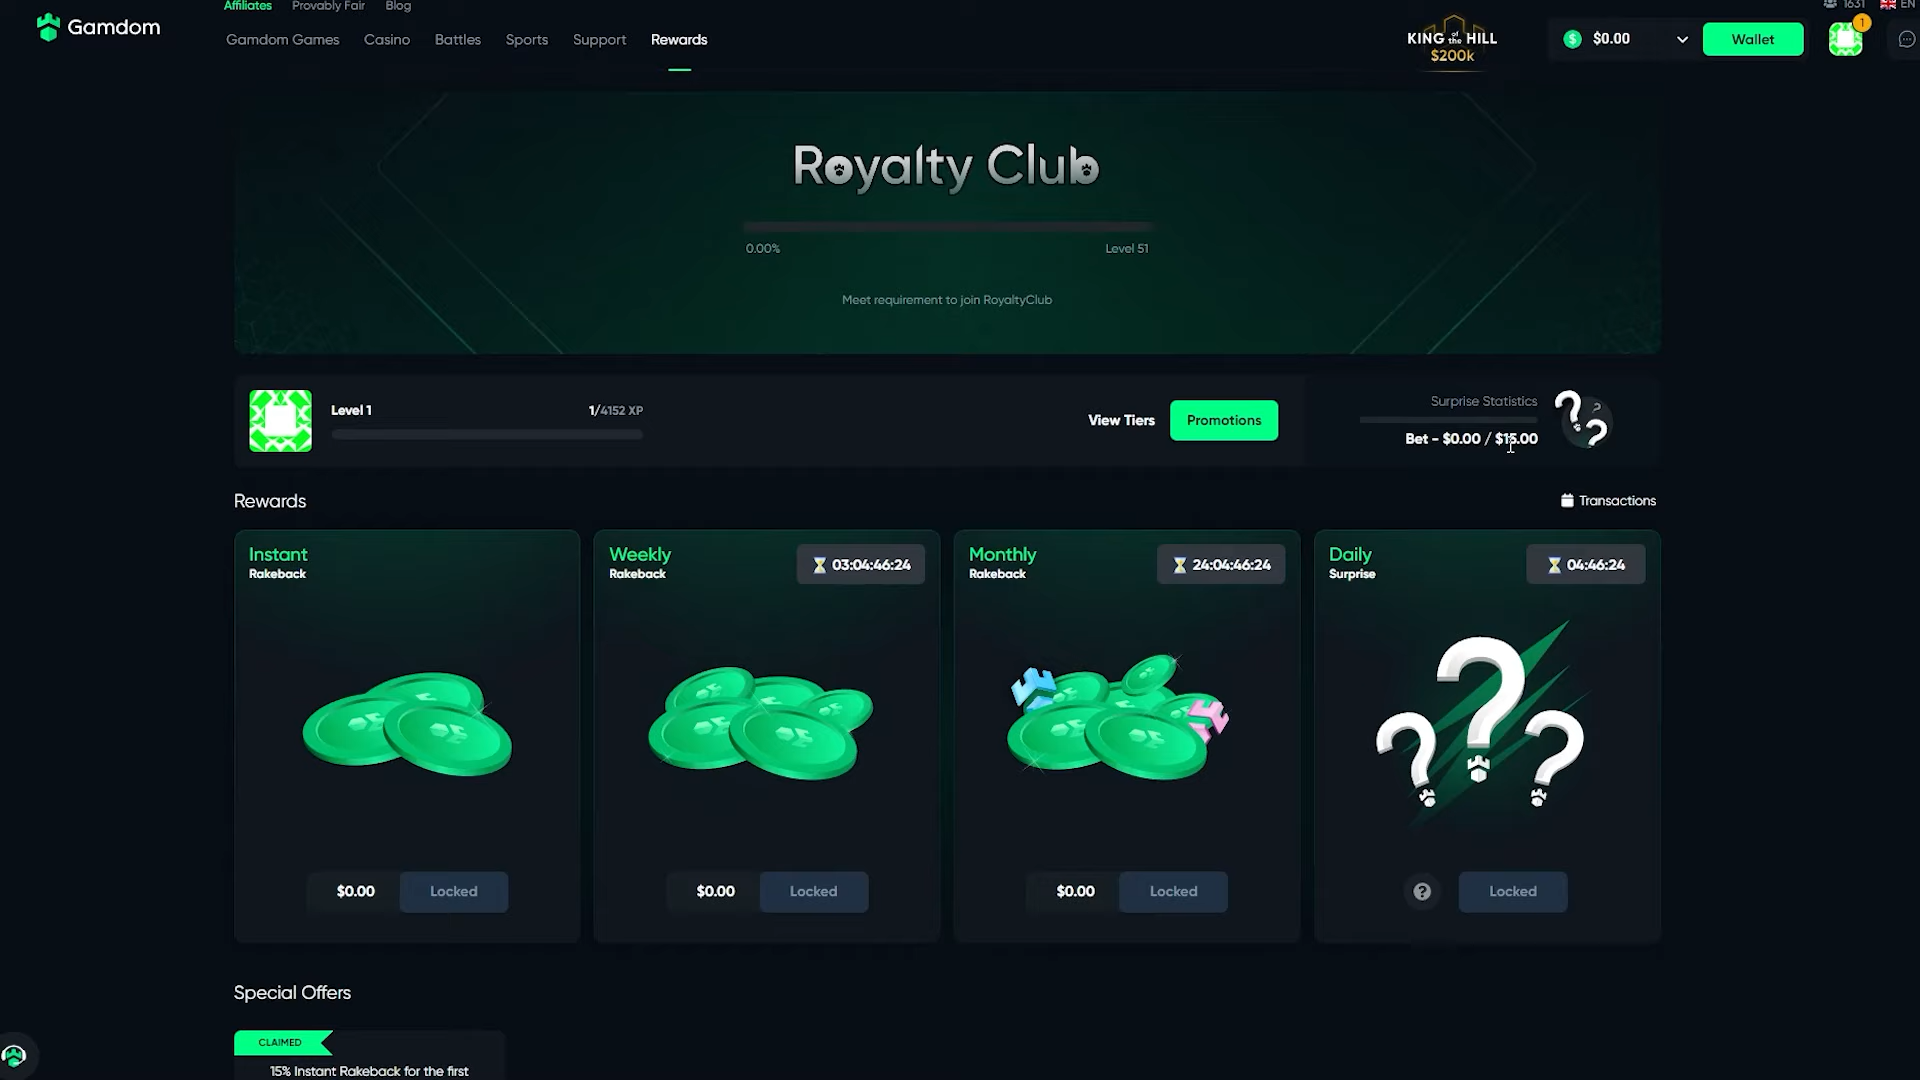 Affiliates Provably Fair Blog
1631 EN
Gamdom
Gamdom Games Casino Battles Sports Support Rewards
KING of the HILL
$200k
$0.00
Wallet
1
Royalty Club
0.00% Level 51
Meet requirement to join RoyaltyClub
Level 1 1/4152 XP
View Tiers
Promotions
Surprise Statistics
Bet - $0.00 / $15.00
Rewards
Transactions
Instant
Rakeback
$0.00 Locked
Weekly
Rakeback
03:04:46:24
$0.00 Locked
Monthly
Rakeback
24:04:46:24
$0.00 Locked
Daily
Surprise
04:46:24
? Locked
Special Offers
CLAIMED
15% Instant Rakeback for the first